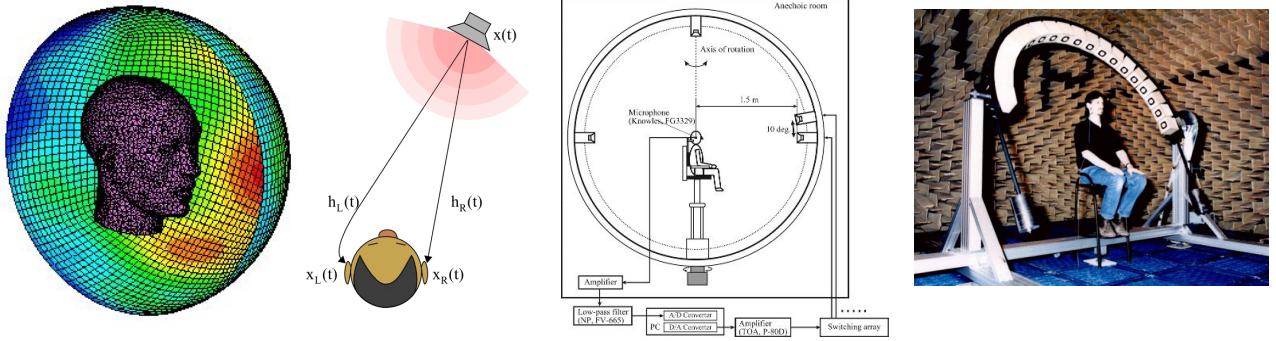 x(t)
h_L(t)
h_R(t)
x_L(t)
x_R(t)
Anechoic room
Axis of rotation
1.5 m
Microphone
(Knowles, FG3329)
10 deg.
Amplifier
Low-pass filter
(NP, FV-665)
PC
A/D Converter
D/A Converter
Amplifier
(TOA, P-80D)
Switching array